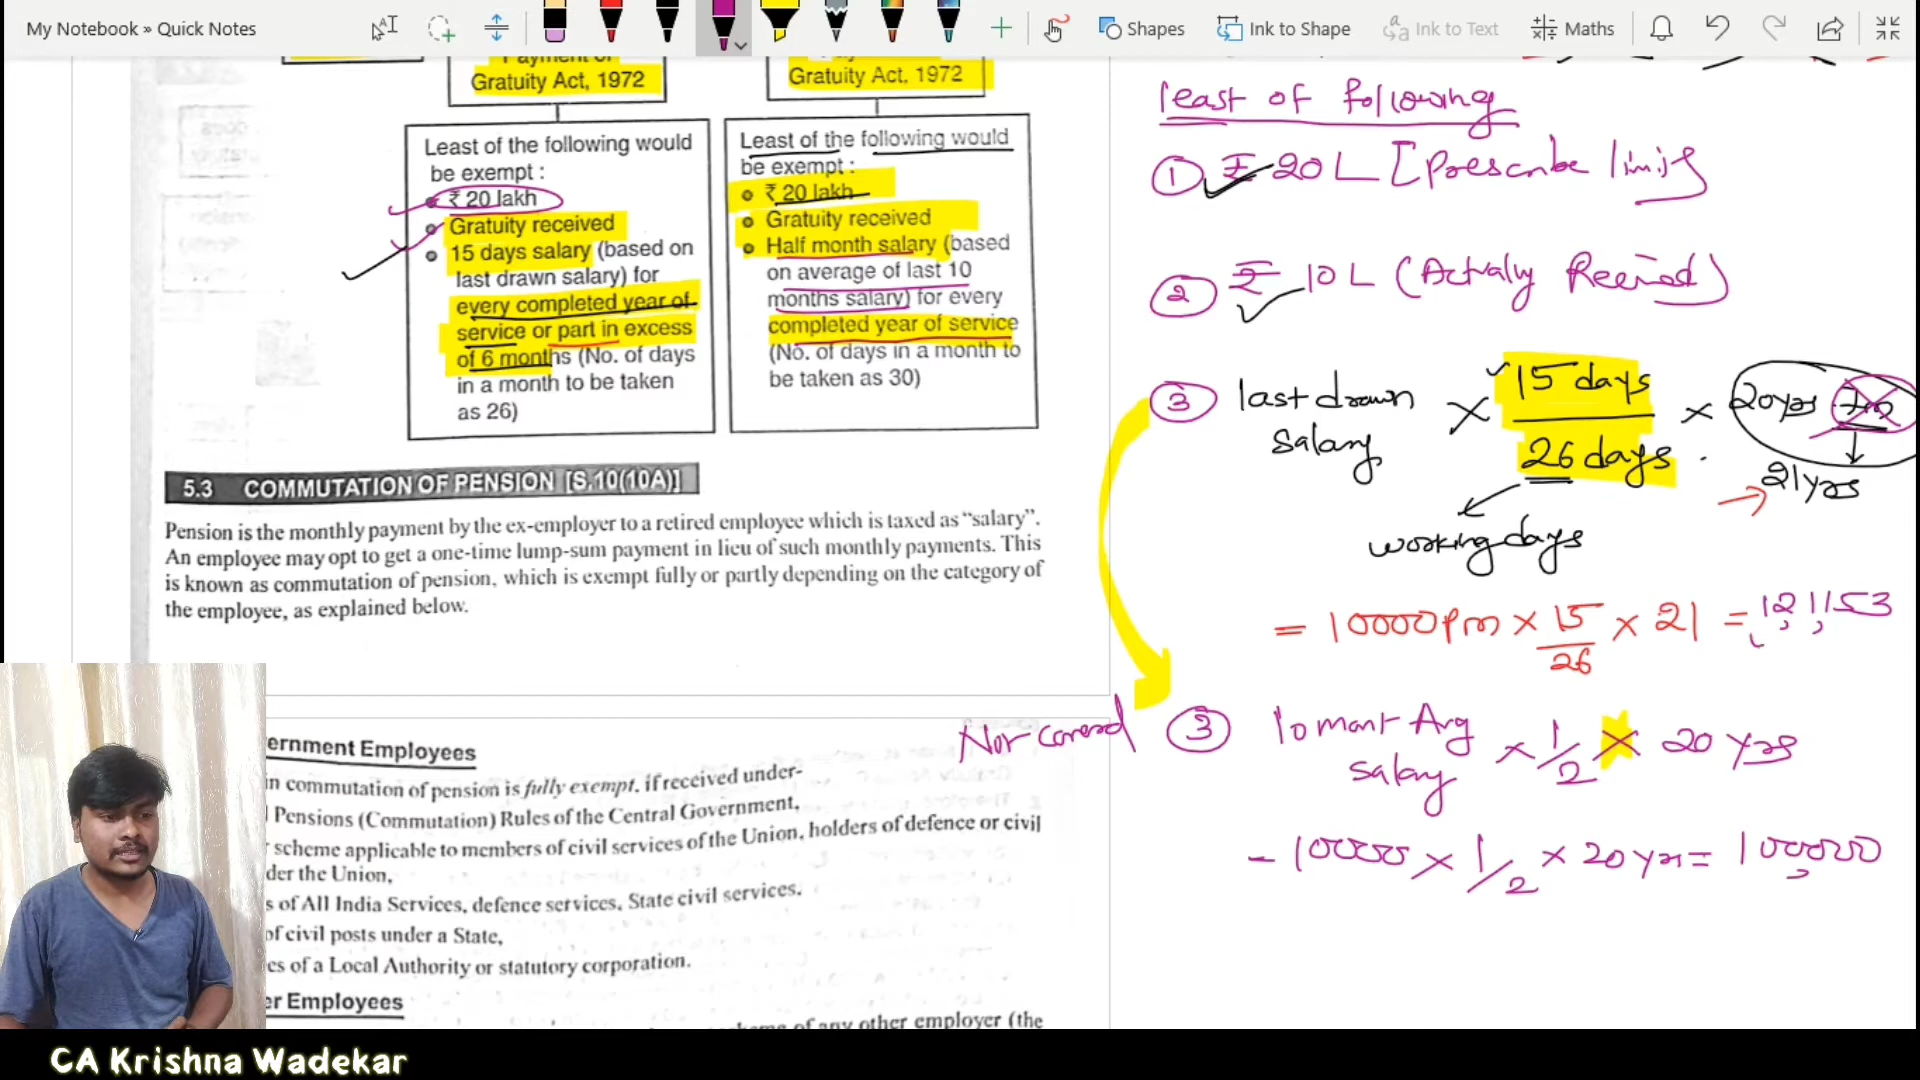 My Notebook » Quick Notes
Shapes
Ink to Shape
Ink to Text
Maths
Payment of
Gratuity Act, 1972
Gratuity Act, 1972
Least of the following would
be exempt :
₹ 20 lakh
Gratuity received
15 days salary (based on
last drawn salary) for
every completed year of
service or part in excess
of 6 months (No. of days
in a month to be taken
as 26)
Least of the following would
be exempt :
₹ 20 lakh
Gratuity received
Half month salary (based
on average of last 10
months salary) for every
completed year of service
(No. of days in a month to
be taken as 30)
5.3 COMMUTATION OF PENSION [S.10(10A)]
Pension is the monthly payment by the ex-employer to a retired employee which is taxed as “salary”.
An employee may opt to get a one-time lump-sum payment in lieu of such monthly payments. This
is known as commutation of pension, which is exempt fully or partly depending on the category of
the employee, as explained below.
ernment Employees
in commutation of pension is fully exempt, if received under-
Pensions (Commutation) Rules of the Central Government,
scheme applicable to members of civil services of the Union, holders of defence or civil
der the Union,
s of All India Services, defence services, State civil services.
of civil posts under a State,
es of a Local Authority or statutory corporation.
er Employees
of any other employer (the
least of following
① ₹ 20 L [Prescribe limit]
② ₹ 10 L (Actualy Recived)
③ last drawn salary × 15 days / 26 days × 20yrs
21yrs
working days
= 10000 pm × 15/26 × 21 = 121153
Not covered
③ 10 mont Avg salary × 1/2 × 20 yrs
= 10000 × 1/2 × 20 yrs = 100000
CA Krishna Wadekar